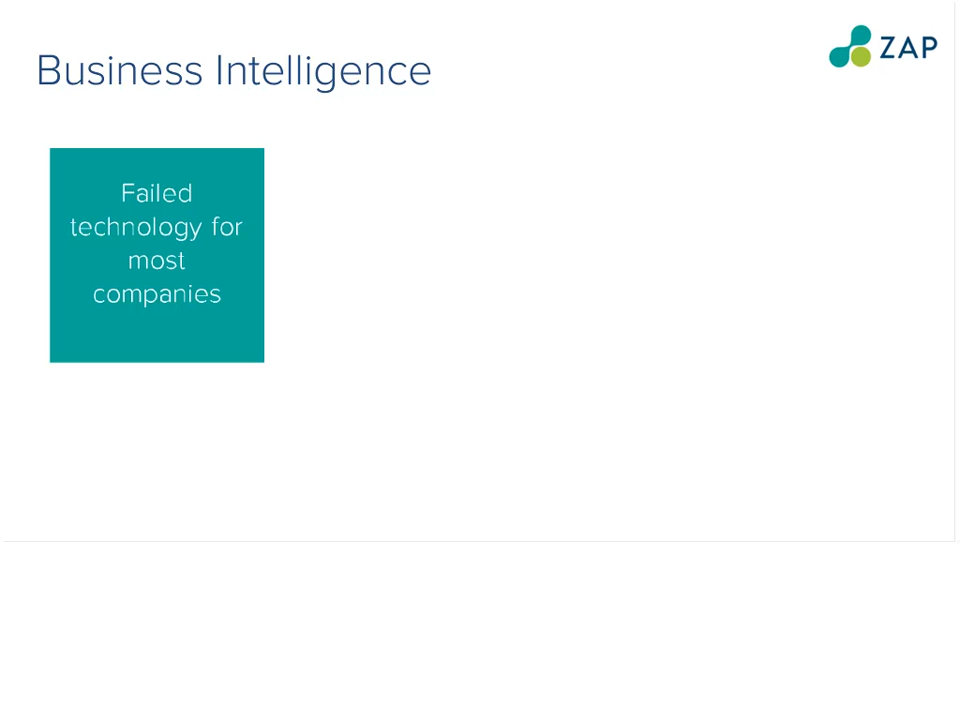 ZAP
Business Intelligence
Failed
technology for
most
companies